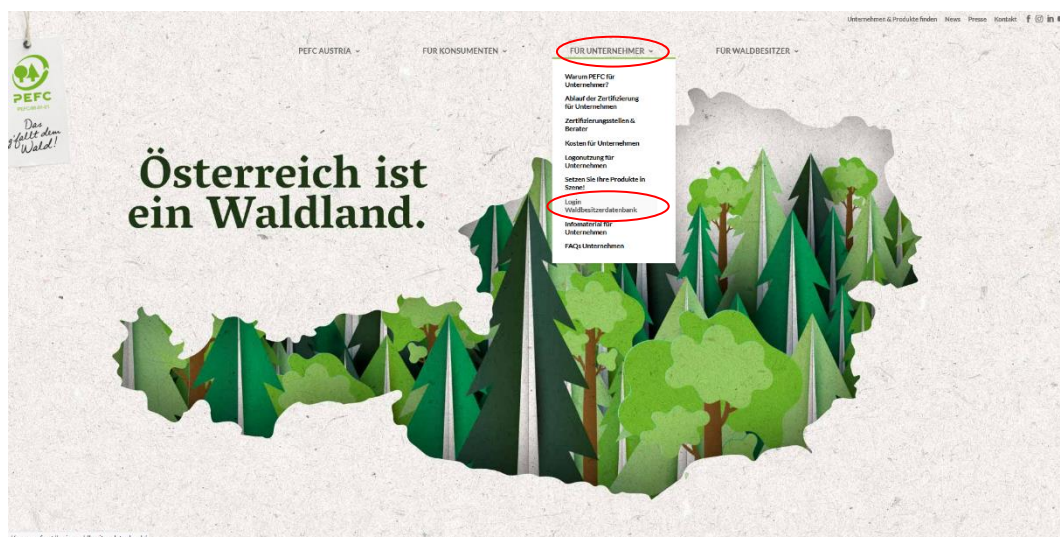 Unternehmen & Produkte finden News Presse Kontakt
PEFC AUSTRIA FÜR KONSUMENTEN FÜR UNTERNEHMER FÜR WALDBESITZER
PEFC
Das
g'fällt dem
Wald!
Warum PEFC für
Unternehmer?
Ablauf der Zertifizierung
für Unternehmen
Zertifizierungsstellen &
Berater
Kosten für Unternehmen
Logonutzung für
Unternehmen
Setzen Sie Ihre Produkte in
Szene!
Login
Waldbesitzerdatenbank
Infomaterial für
Unternehmen
FAQs Unternehmen
Österreich ist
ein Waldland.